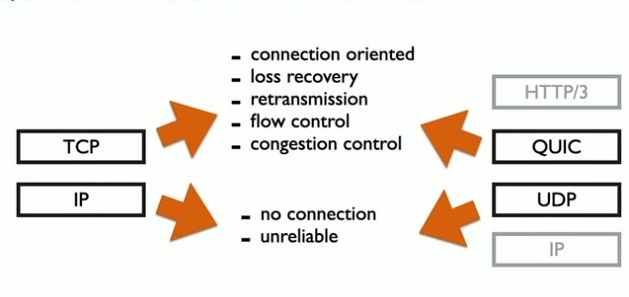 - connection oriented
- loss recovery
- retransmission
- flow control
- congestion control
TCP
IP
- no connection
- unreliable
HTTP/3
QUIC
UDP
IP